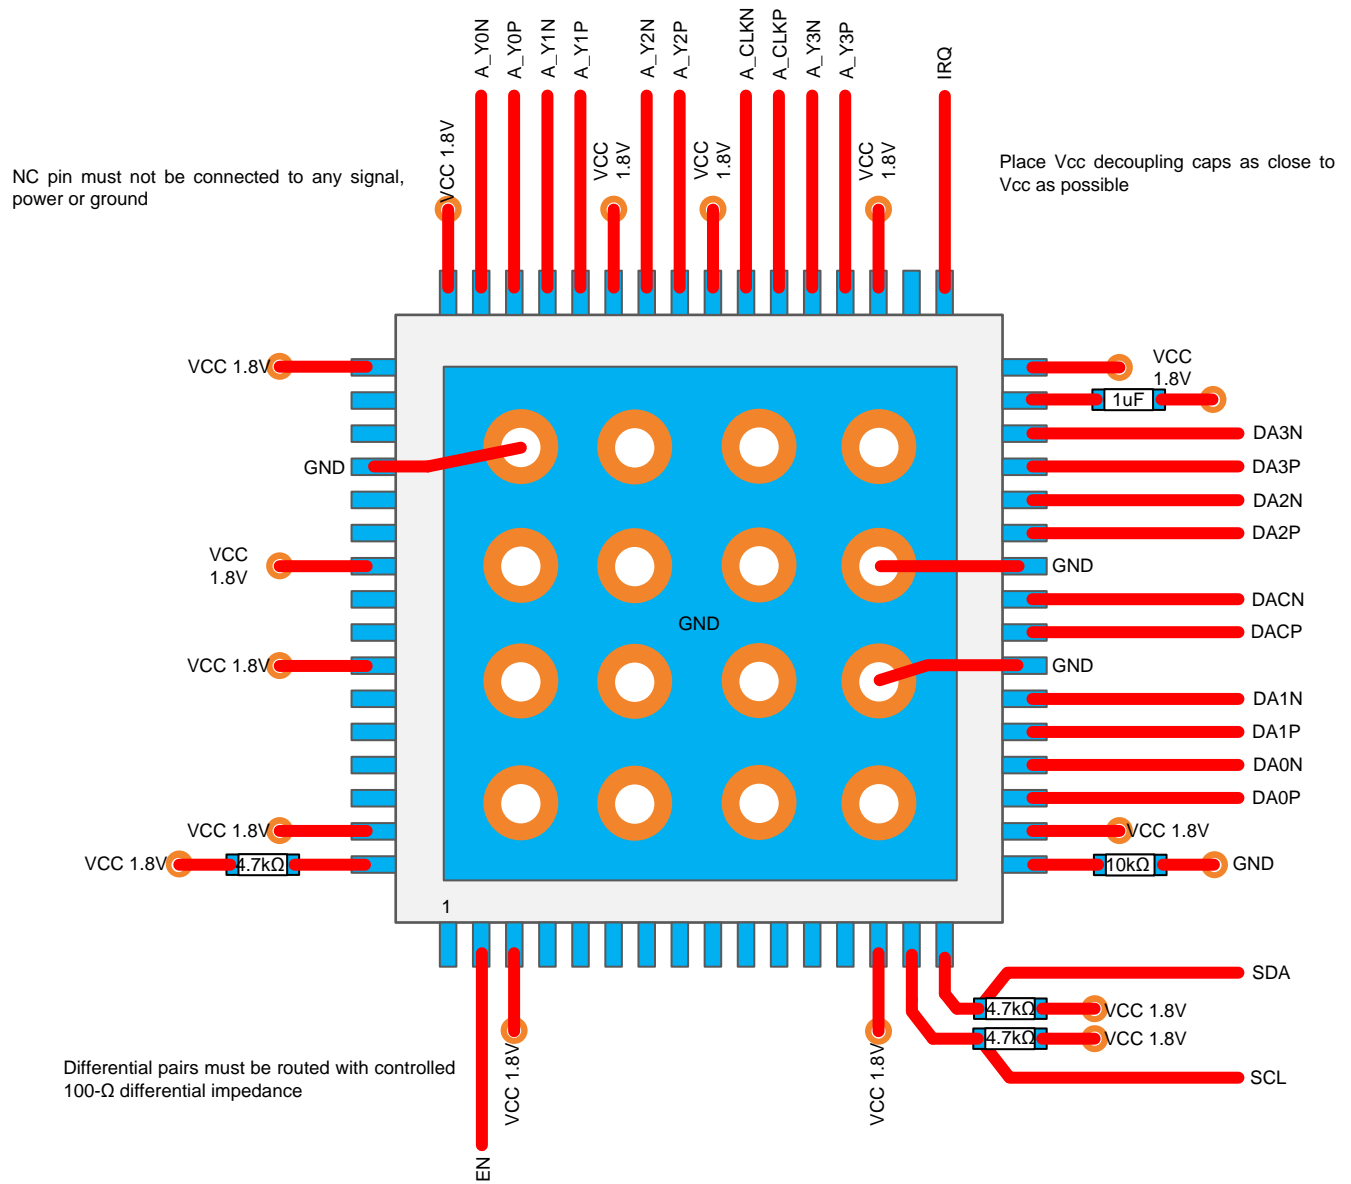 A_Y0N
A_Y0P
A_Y1N
A_Y1P
A_Y2N
A_Y2P
A_CLKN
A_CLKP
A_Y3N
A_Y3P
IRQ
VCC 1.8V
VCC
1.8V
VCC
1.8V
VCC
1.8V
NC pin must not be connected to any signal,
power or ground
Place Vcc decoupling caps as close to
Vcc as possible
VCC 1.8V
GND
VCC
1.8V
VCC 1.8V
VCC 1.8V
VCC 1.8V
4.7kΩ
GND
1
VCC
1.8V
1uF
DA3N
DA3P
DA2N
DA2P
GND
DACN
DACP
GND
DA1N
DA1P
DA0N
DA0P
VCC 1.8V
10kΩ
GND
SDA
4.7kΩ
VCC 1.8V
4.7kΩ
VCC 1.8V
SCL
Differential pairs must be routed with controlled
100-Ω differential impedance
EN
VCC 1.8V
VCC 1.8V